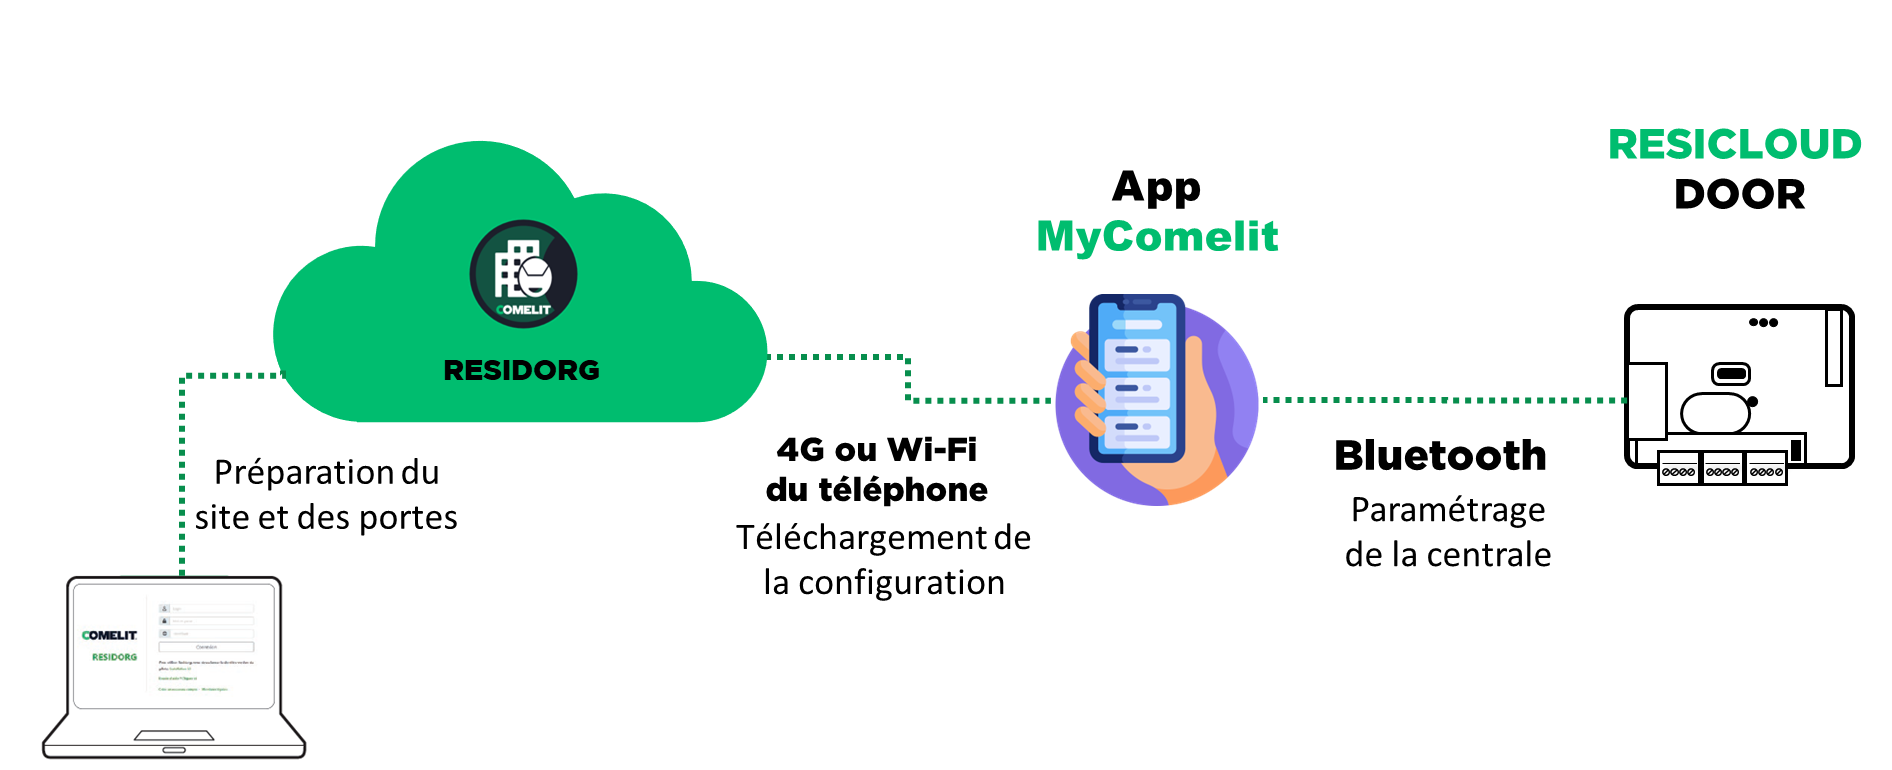 RESICLOUD
DOOR
App
MyComelit
COMELIT
RESIDORG
4G ou Wi-Fi
du téléphone
Téléchargement de
la configuration
Bluetooth
Paramétrage
de la centrale
Préparation du
site et des portes
COMELIT
RESIDORG
Connexion